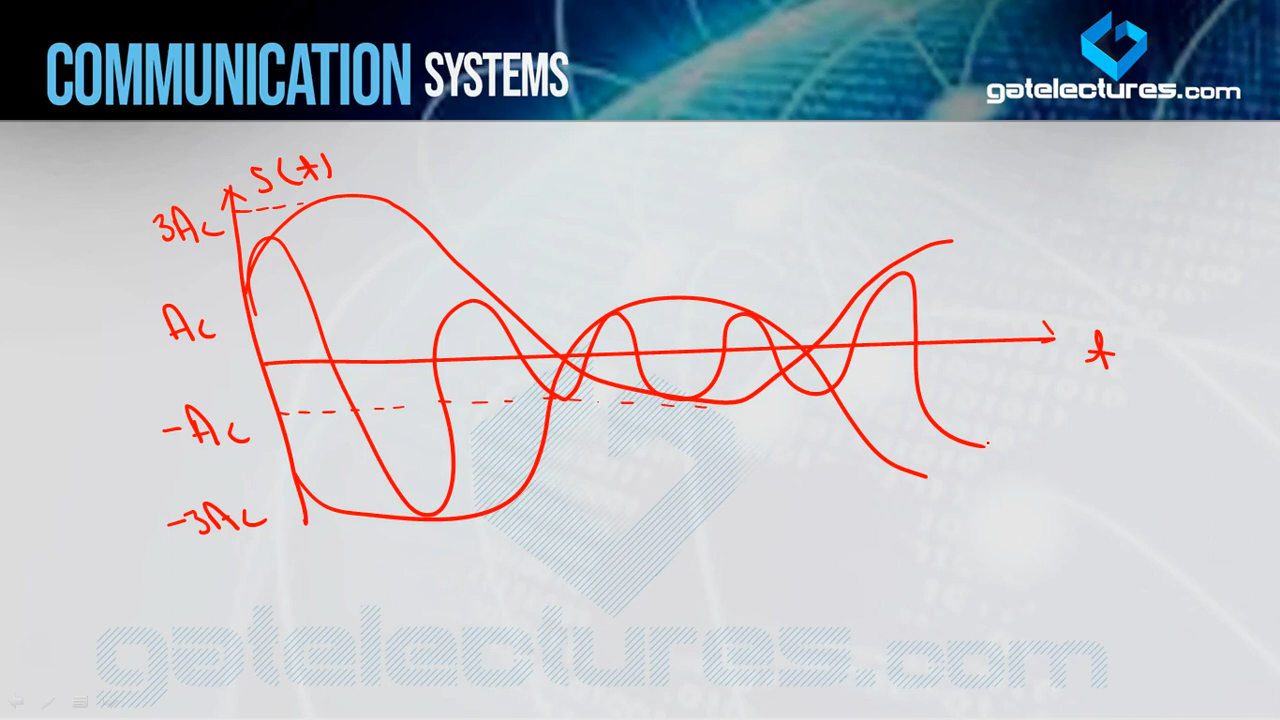 COMMUNICATION SYSTEMS
gatelectures.com
S(t)
3Ac
Ac
-Ac
-3Ac
t
gatelectures.com